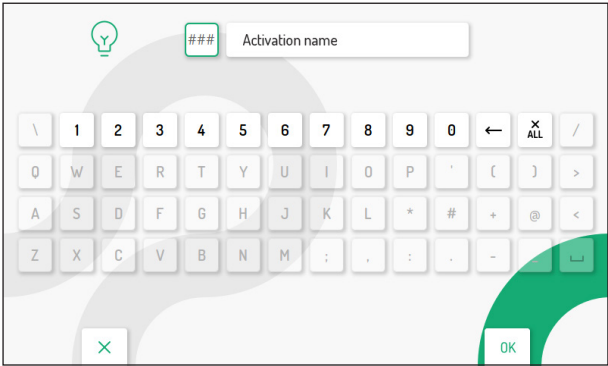 ### Activation name
\ 1 2 3 4 5 6 7 8 9 0 ← × ALL /
Q W E R T Y U I O P ' ( ) >
A S D F G H J K L * # + @ <
Z X C V B N M ; , : . - _
OK